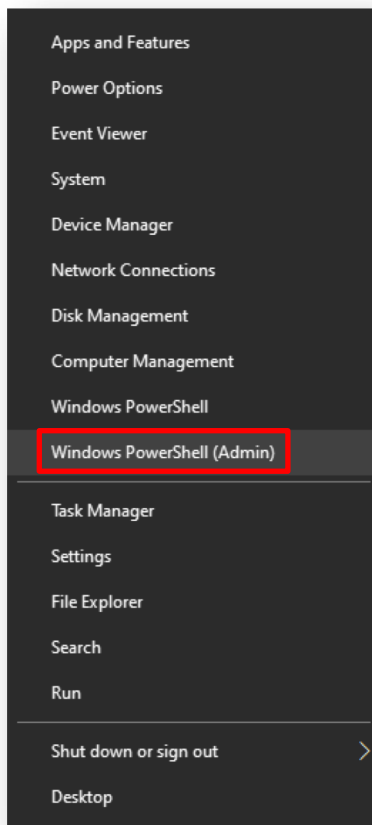 Apps and Features
Power Options
Event Viewer
System
Device Manager
Network Connections
Disk Management
Computer Management
Windows PowerShell
Windows PowerShell (Admin)
Task Manager
Settings
File Explorer
Search
Run
Shut down or sign out
Desktop